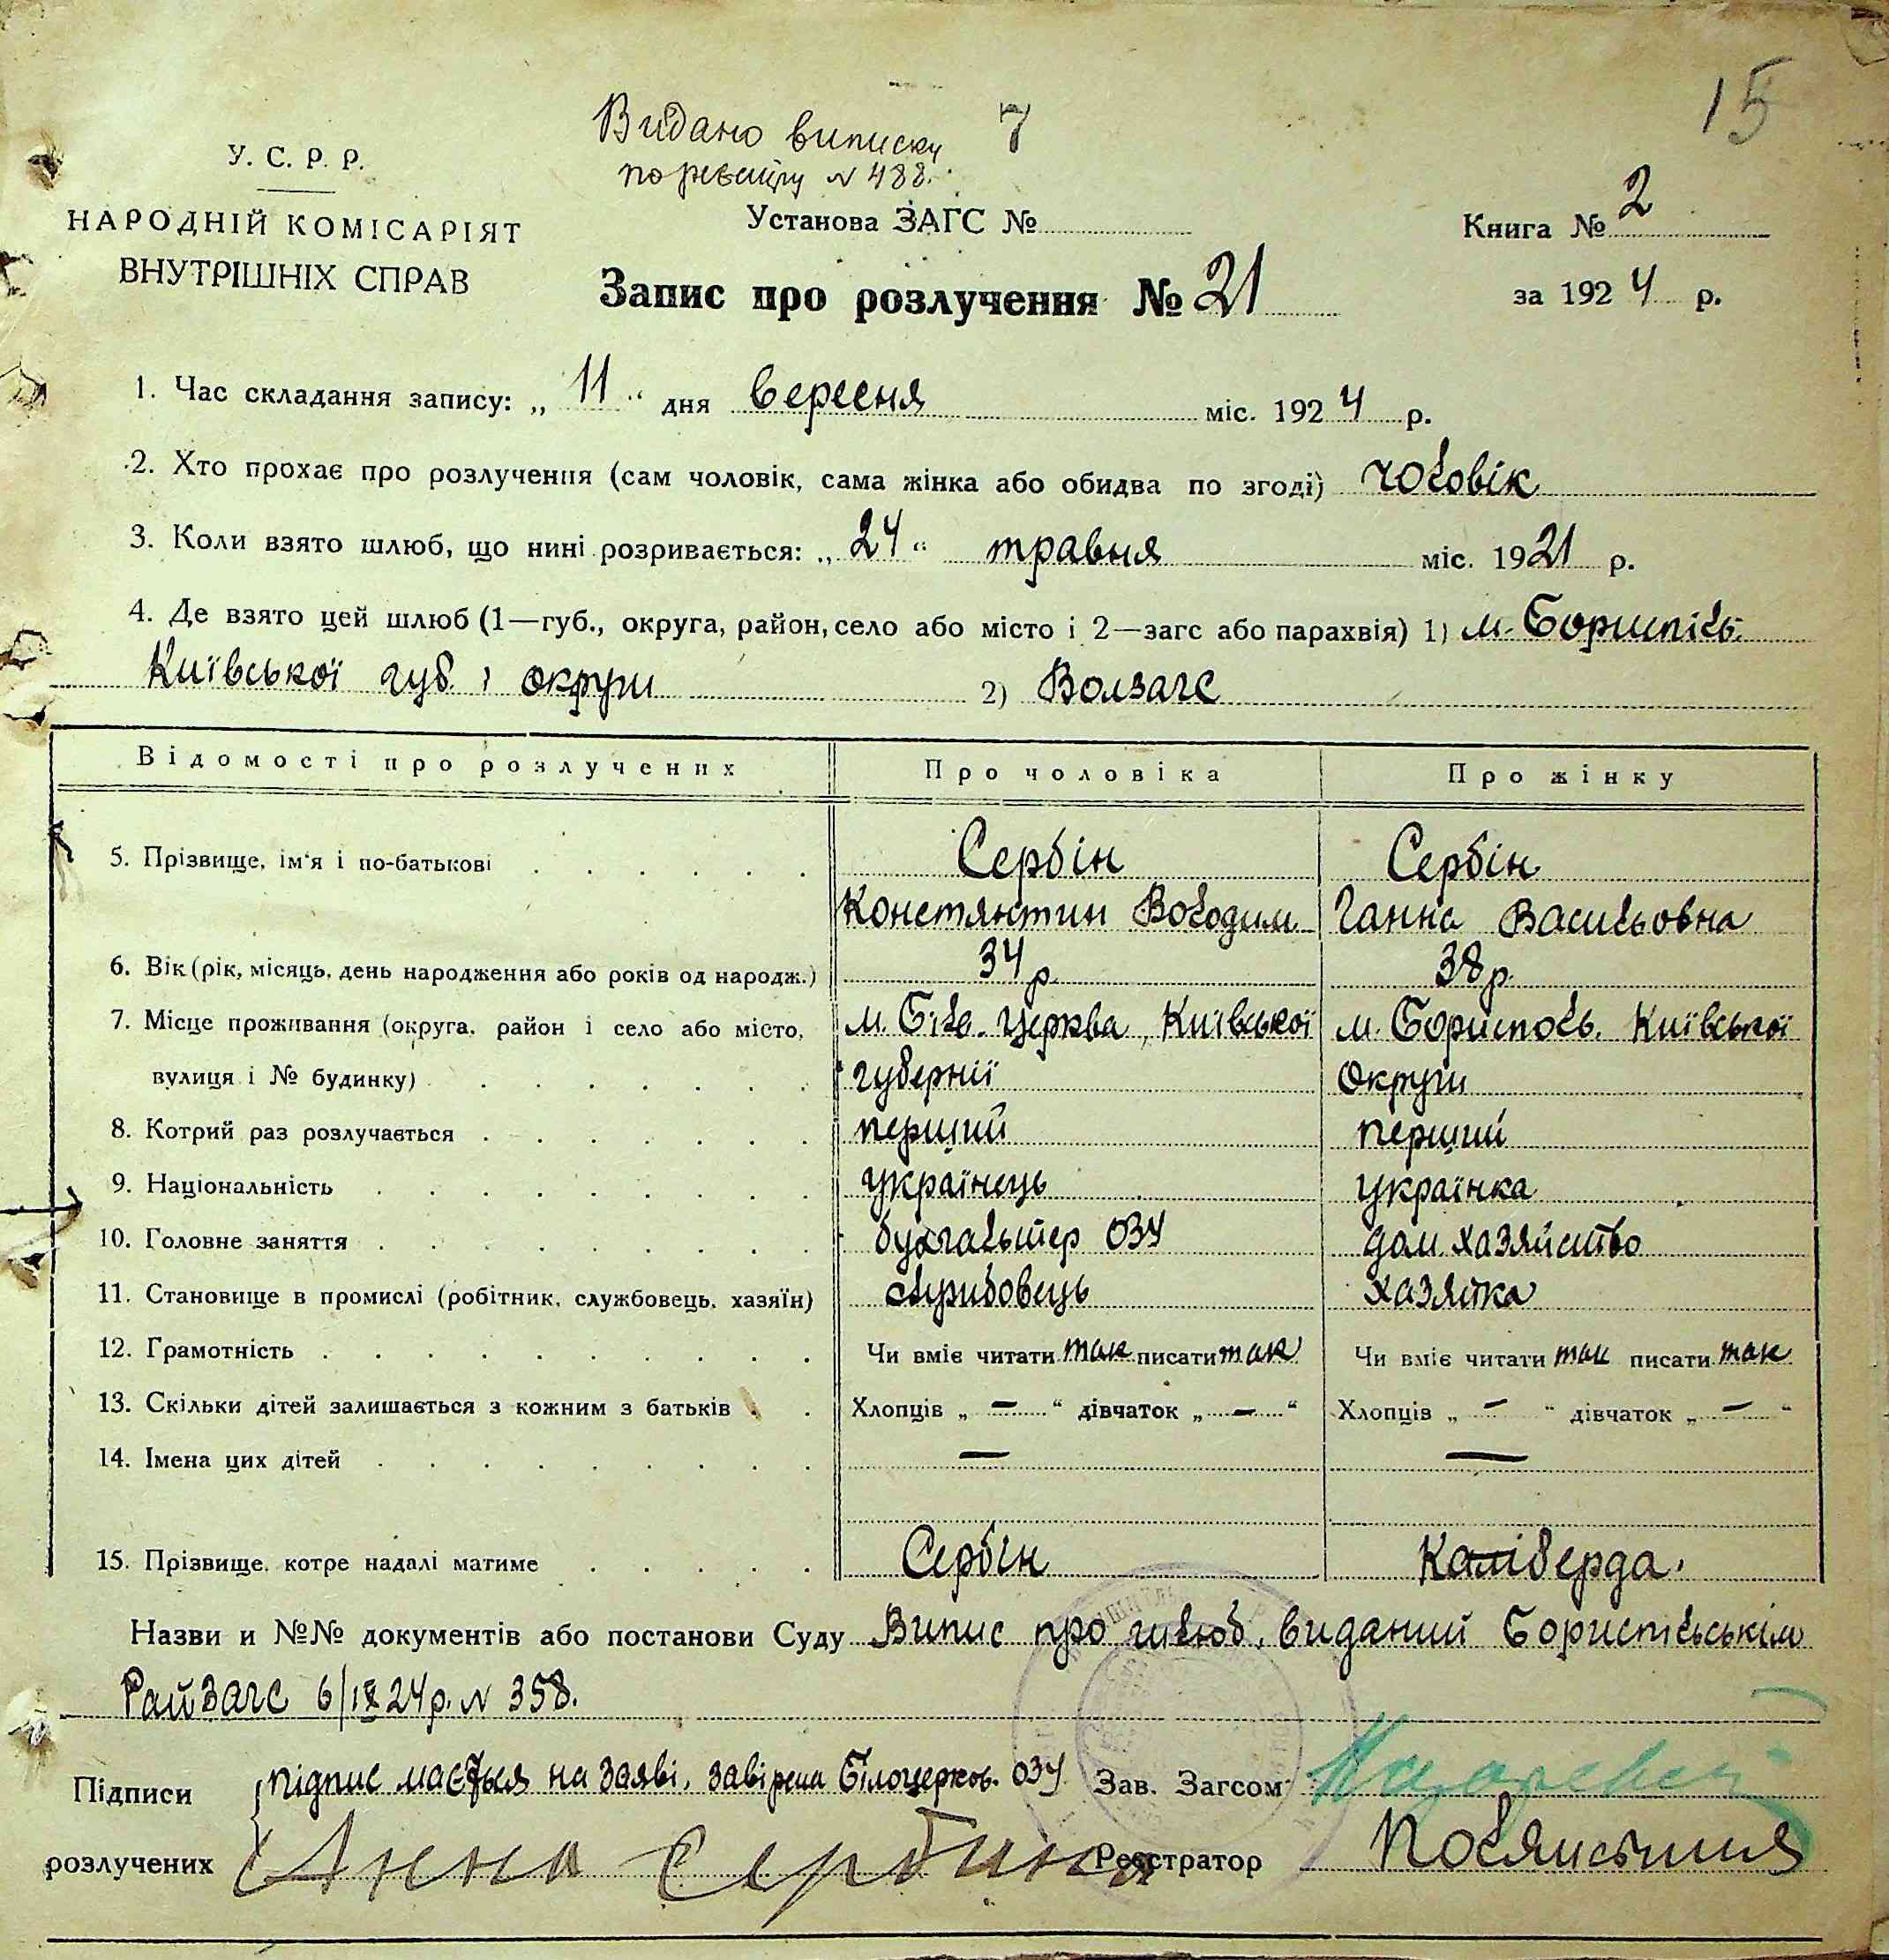 15
Видано виписку 7
по реєстру N 488.
У. С. Р. Р.
НАРОДНІЙ КОМІСАРІЯТ
ВНУТРІШНІХ СПРАВ
Установа ЗАГС №
Книга № 2
за 1924 р.
Запис про розлучення № 21
1. Час складання запису: „ 11 " дня вересня міс. 1924 р.
2. Хто прохає про розлучення (сам чоловік, сама жінка або обидва по згоді) чоловік
3. Коли взято шлюб, що нині розривається: „ 24 " травня міс. 1921 р.
4. Де взято цей шлюб (1—губ., округа, район, село або місто і 2—загс або парахвія) 1) м. Бориспіль
Київської губ. і округи 2) Волзагс
Відомості про розлучених Про чоловіка Про жінку
5. Прізвище, ім'я і по-батькові Сербін Сербін
Констянтин Володим. Ганна Васильовна
6. Вік (рік, місяць, день народження або років од народж.) 34 р. 38 р.
7. Місце проживання (округа, район і село або місто, м. Біла-Церква, Київської м. Бориспіль. Київської
вулиця і № будинку) губернії Округи
8. Котрий раз розлучається перший перший
9. Національність українець українка
10. Головне заняття бухгальтер ОЗУ дом. хазяйство
11. Становище в промислі (робітник, службовець, хазяїн) службовець хазяйка
12. Грамотність Чи вміє читати так писати так Чи вміє читати так писати так
13. Скільки дітей залишається з кожним з батьків Хлопців „ — " дівчаток „ — " Хлопців „ — " дівчаток „ — "
14. Імена цих дітей — —
15. Прізвище, котре надалі матиме Сербін Каліберда.
Назви и №№ документів або постанови Суду Випис про шлюб, виданий Бориспільськім
РайЗагс 6/IX 24 р. N 358.
Підписи підпис мається на заяві, завірена Білоцерков. ОЗУ Зав. Загсом
розлучених Анна Сербина Реєстратор